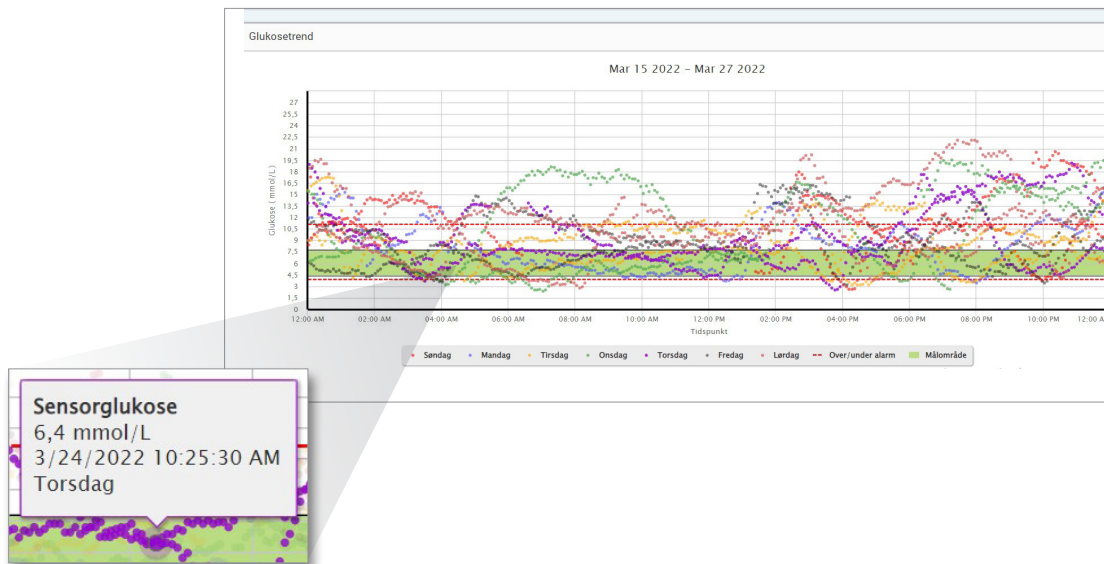 Glukosetrend
Mar 15 2022 – Mar 27 2022
Glukose ( mmol/L)
27
25,5
24
22,5
21
19,5
18
16,5
15
13,5
12
10,5
9
7,5
6
4,5
3
1,5
0
12:00 AM 02:00 AM 04:00 AM 06:00 AM 08:00 AM 10:00 AM 12:00 PM 02:00 PM 04:00 PM 06:00 PM 08:00 PM 10:00 PM 12:00
Tidspunkt
Søndag Mandag Tirsdag Onsdag Torsdag Fredag Lørdag Over/under alarm Målområde
Sensorglukose
6,4 mmol/L
3/24/2022 10:25:30 AM
Torsdag